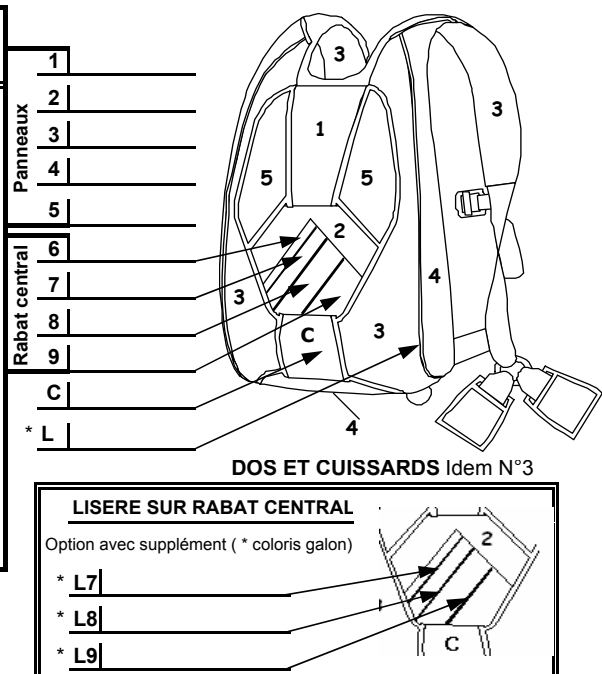 Panneaux
1
2
3
4
5
Rabat central
6
7
8
9
C
* L
3
1
5
5
2
3
4
3
C
3
4
DOS ET CUISSARDS Idem N°3
LISERE SUR RABAT CENTRAL
Option avec supplément ( * coloris galon)
* L7
* L8
* L9
2
C